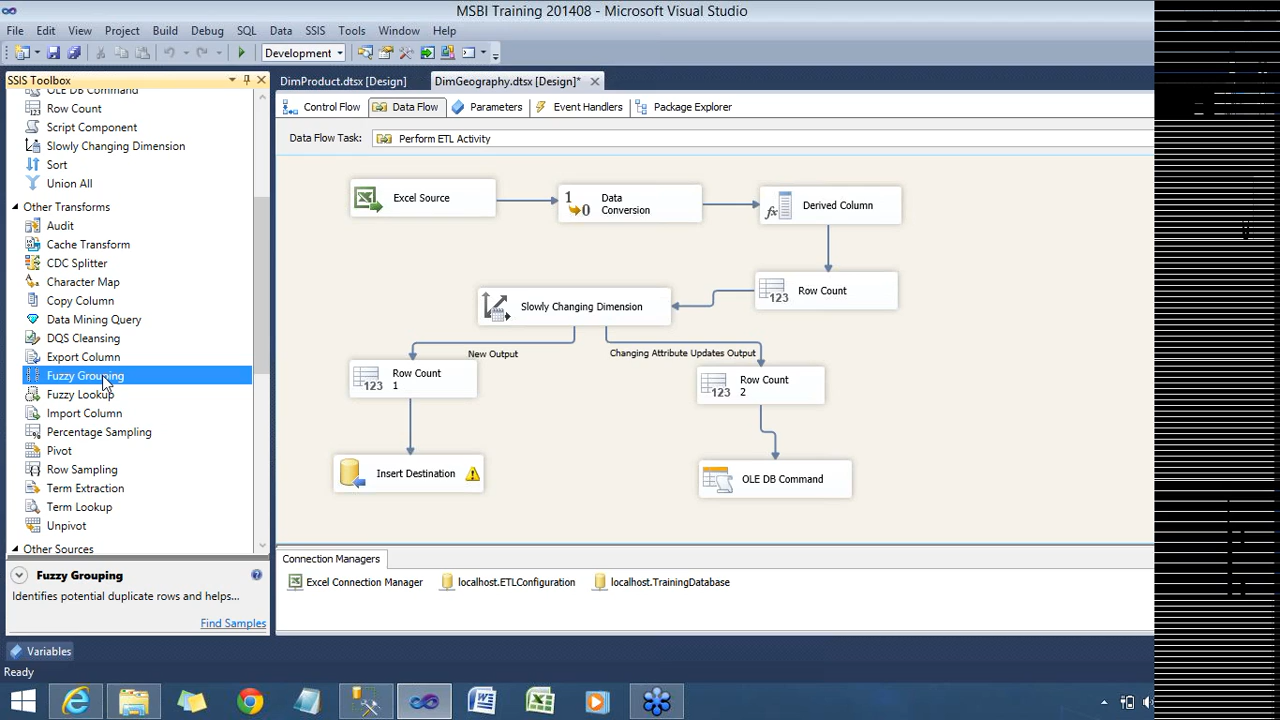 MSBI Training 201408 - Microsoft Visual Studio
File Edit View Project Build Debug SQL Data SSIS Tools Window Help
Development
SSIS Toolbox
DimProduct.dtsx [Design]
DimGeography.dtsx [Design]*
OLE DB Command
Row Count
Script Component
Slowly Changing Dimension
Sort
Union All
Other Transforms
Audit
Cache Transform
CDC Splitter
Character Map
Copy Column
Data Mining Query
DQS Cleansing
Export Column
Fuzzy Grouping
Fuzzy Lookup
Import Column
Percentage Sampling
Pivot
Row Sampling
Term Extraction
Term Lookup
Unpivot
Other Sources
Fuzzy Grouping
Identifies potential duplicate rows and helps...
Find Samples
Control Flow
Data Flow
Parameters
Event Handlers
Package Explorer
Data Flow Task:
Perform ETL Activity
Excel Source
1
0
Data
Conversion
fx
Derived Column
123
Row Count
Slowly Changing Dimension
New Output
Changing Attribute Updates Output
123
Row Count
1
123
Row Count
2
Insert Destination
OLE DB Command
Connection Managers
Excel Connection Manager
localhost.ETLConfiguration
localhost.TrainingDatabase
Variables
Ready